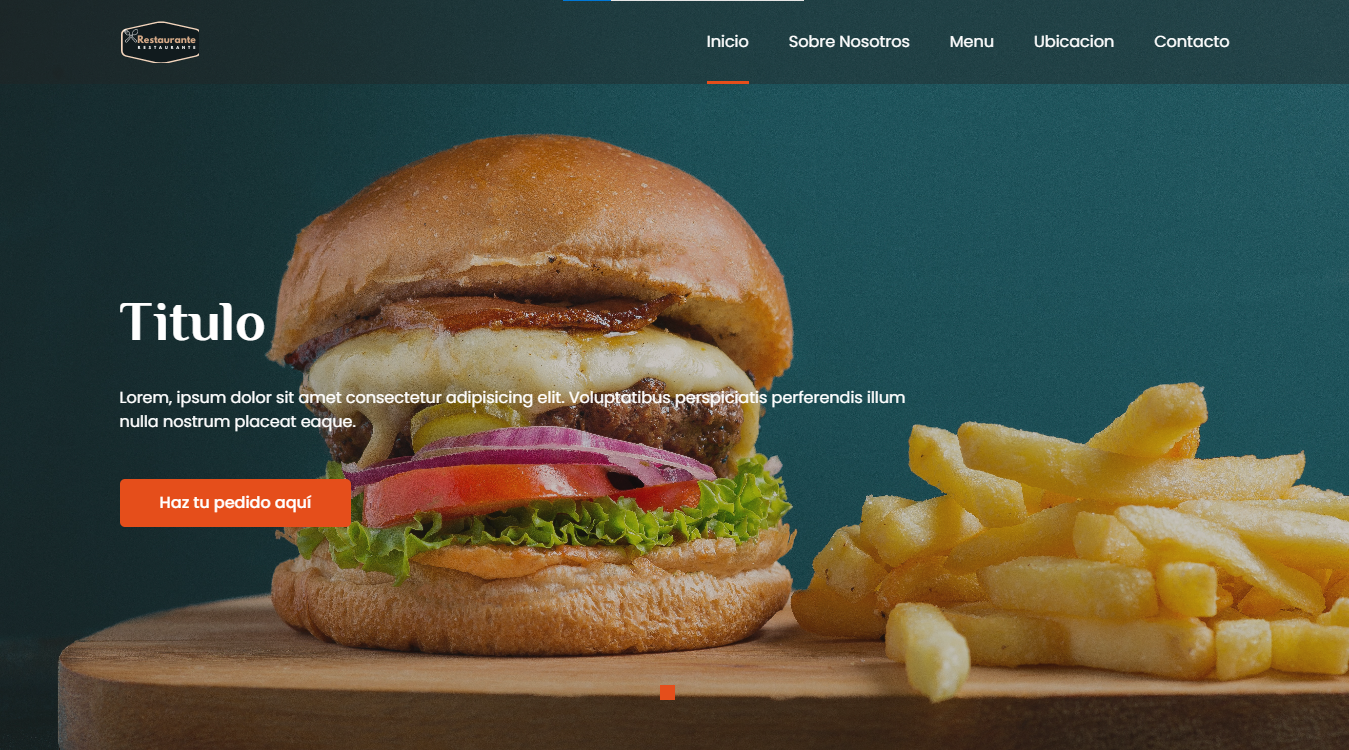 Restaurante
RESTAURANTE
Inicio
Sobre Nosotros
Menu
Ubicacion
Contacto
Titulo
Lorem, ipsum dolor sit amet consectetur adipisicing elit. Voluptatibus perspiciatis perferendis illum
nulla nostrum placeat eaque.
Haz tu pedido aquí